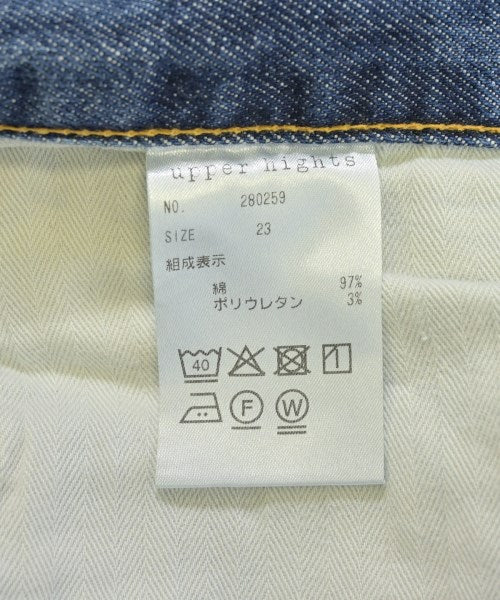 upper hights
NO. 280259
SIZE 23
組成表示
綿 97%
ポリウレタン 3%
40
F W